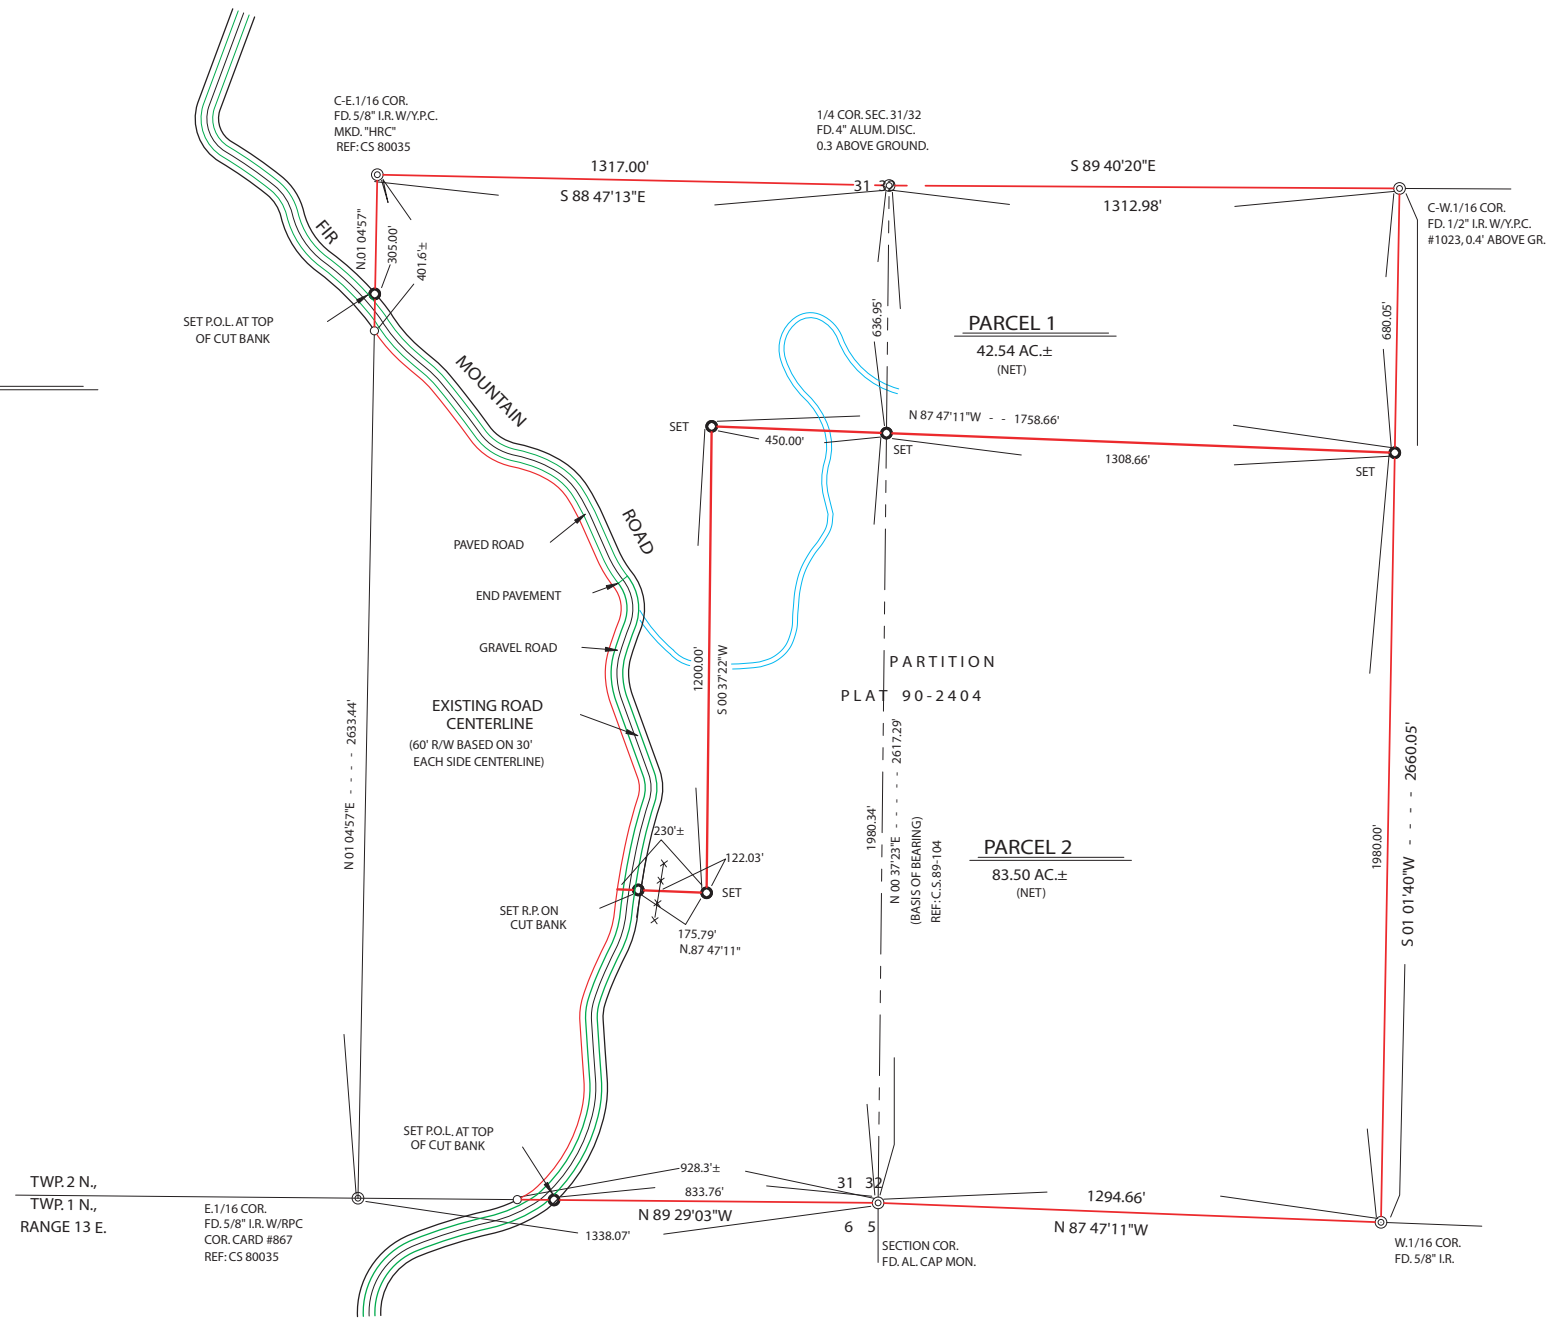 C-E.1/16 COR.
FD. 5/8" I.R. W/Y.P.C.
MKD. "HRC"
REF: CS 80035
1/4 COR. SEC. 31/32
FD. 4" ALUM. DISC.
0.3 ABOVE GROUND.
1317.00'
S 88 47'13"E
31
S 89 40'20"E
1312.98'
C-W.1/16 COR.
FD. 1/2" I.R. W/Y.P.C.
#1023, 0.4' ABOVE GR.
N.01 04'57"
305.00'
401.6'±
FIR
MOUNTAIN
ROAD
SET P.O.L. AT TOP
OF CUT BANK
636.95'
PARCEL 1
42.54 AC.±
(NET)
680.05'
SET
450.00'
N 87 47'11"W - - 1758.66'
SET
1308.66'
SET
PAVED ROAD
END PAVEMENT
GRAVEL ROAD
EXISTING ROAD
CENTERLINE
(60' R/W BASED ON 30'
EACH SIDE CENTERLINE)
1200.00'
S 00 37'22"W
PARTITION
PLAT 90-2404
N 01 04'57"E - - - - 2633.44'
1980.34'
N 00 37'23"E - - - - - 2617.29'
(BASIS OF BEARING)
REF: C.S. 89-104
PARCEL 2
83.50 AC.±
(NET)
1980.00'
S 01 01'40"W - - - - 2660.05'
230'±
122.03'
SET
SET R.P. ON
CUT BANK
175.79'
N.87 47'11"
SET P.O.L. AT TOP
OF CUT BANK
TWP. 2 N.,
TWP. 1 N.,
RANGE 13 E.
E.1/16 COR.
FD. 5/8" I.R. W/RPC
COR. CARD #867
REF: CS 80035
928.3'±
833.76'
N 89 29'03"W
1338.07'
31 32
6 5
SECTION COR.
FD. AL. CAP MON.
1294.66'
N 87 47'11"W
W.1/16 COR.
FD. 5/8" I.R.